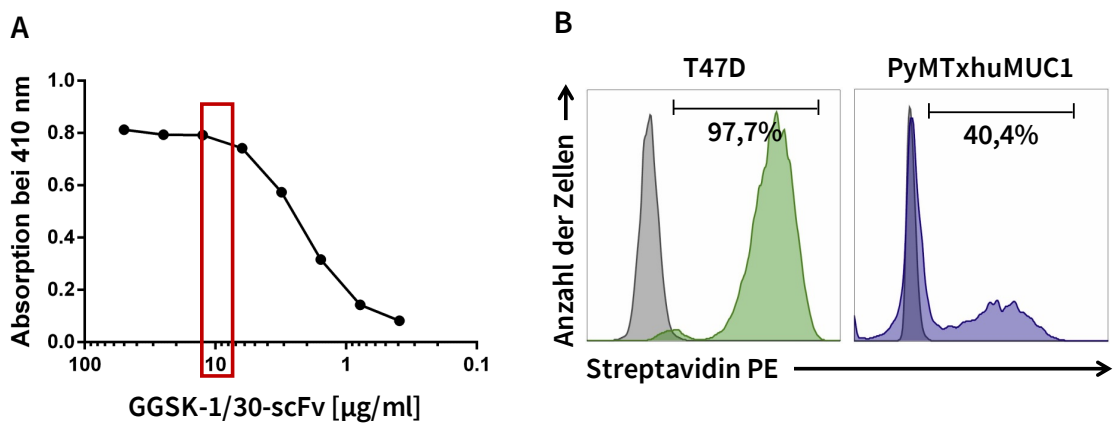 A
Absorption bei 410 nm
1.0
0.8
0.6
0.4
0.2
0.0
100
10
1
0.1
GGSK-1/30-scFv [µg/ml]
B
T47D
PyMTxhuMUC1
97,7%
40,4%
Anzahl der Zellen
Streptavidin PE